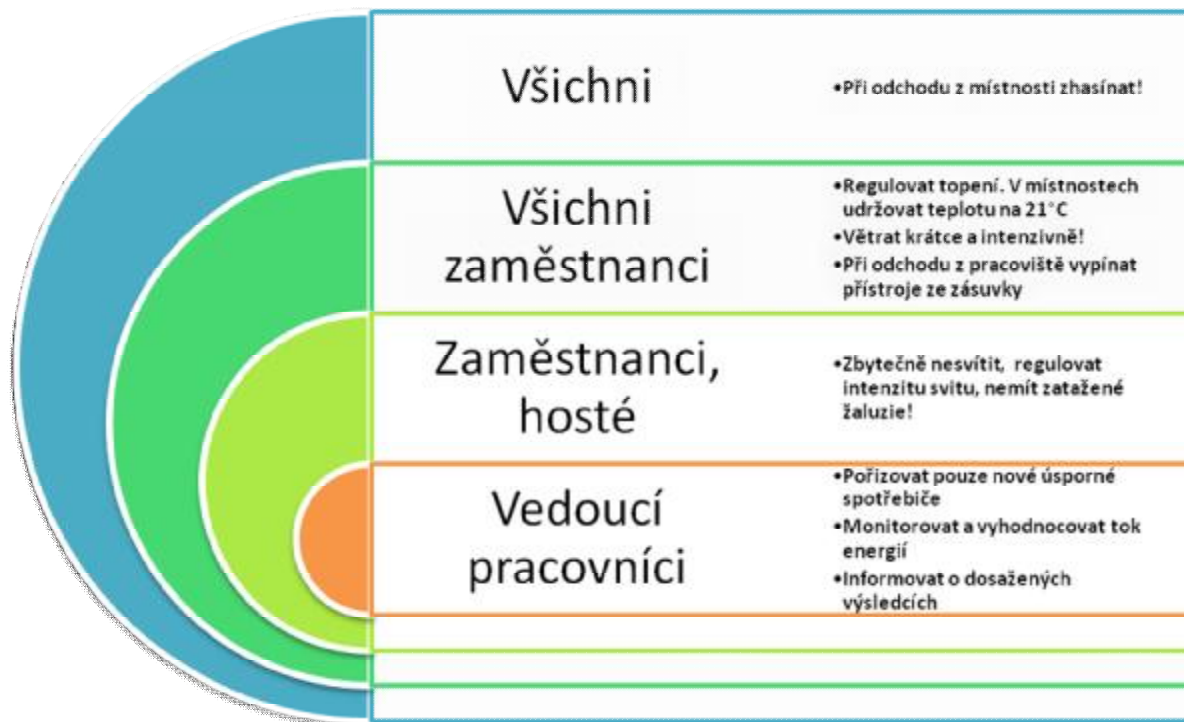 Všichni
•Při odchodu z místnosti zhasínat!
Všichni
zaměstnanci
•Regulovat topení. V místnostech
udržovat teplotu na 21°C
•Větrat krátce a intenzivně!
•Při odchodu z pracoviště vypínat
přístroje ze zásuvky
Zaměstnanci,
hosté
•Zbytečně nesvítit, regulovat
intenzitu svitu, nemít zatažené
žaluzie!
Vedoucí
pracovníci
•Pořizovat pouze nové úsporné
spotřebiče
•Monitorovat a vyhodnocovat tok
energií
•Informovat o dosažených
výsledcích